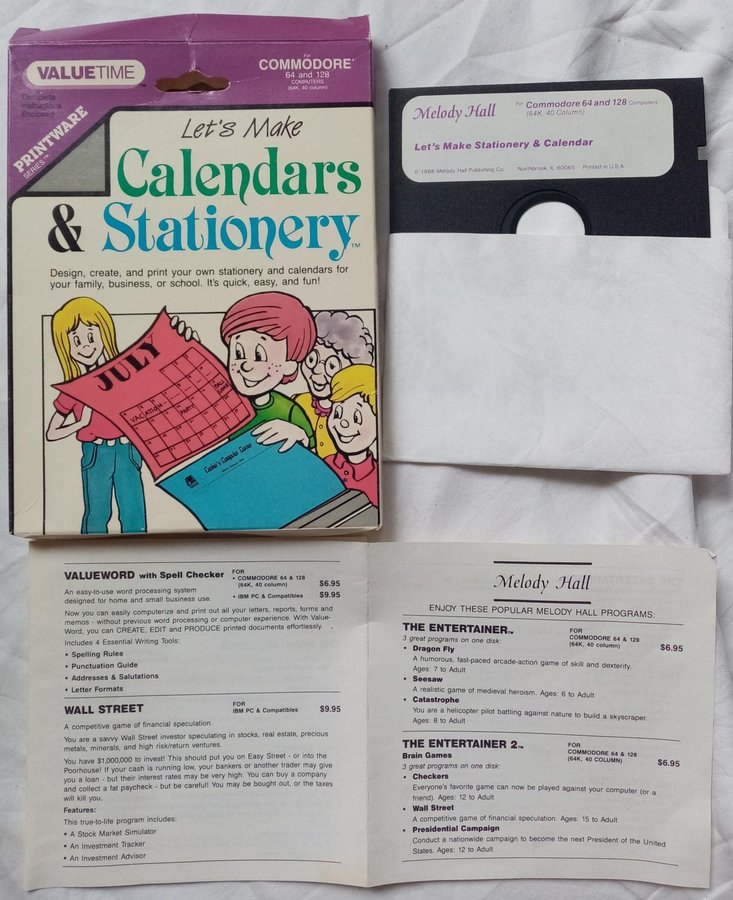 VALUETIME™
For
COMMODORE®
64 and 128
COMPUTERS
(64K, 40 column)
Complete
Instructions
Enclosed
PRINTWARE
SERIES™
Let's Make
Calendars
& Stationery™
Design, create, and print your own stationery and calendars for
your family, business, or school. It's quick, easy, and fun!
JULY
VACATION
PARTY
BALL
GAME
Melody Hall
For Commodore 64 and 128 Computers
(64K, 40 Column)
Let's Make Stationery & Calendar
© 1986 Melody Hall Publishing Co. Northbrook, IL 60065 Printed in U.S.A.
VALUEWORD with Spell Checker
FOR
• COMMODORE 64 & 128
(64K, 40 column) $6.95
• IBM PC & Compatibles $9.95
An easy-to-use word processing system
designed for home and small business use.
Now you can easily computerize and print out all your letters, reports, forms and
memos - without previous word processing or computer experience. With Value-
Word, you can CREATE, EDIT and PRODUCE printed documents effortlessly.
Includes 4 Essential Writing Tools:
• Spelling Rules
• Punctuation Guide
• Addresses & Salutations
• Letter Formats
WALL STREET
FOR
IBM PC & Compatibles $9.95
A competitive game of financial speculation.
You are a savvy Wall Street investor speculating in stocks, real estate, precious
metals, minerals, and high risk/return ventures.
You have $1,000,000 to invest! This should put you on Easy Street - or into the
Poorhouse! If your cash is running low, your bankers or another trader may give
you a loan - but their interest rates may be very high. You can buy a company
and collect a fat paycheck - but be careful! You may be bought out, or the taxes
will kill you.
Features:
This true-to-life program includes:
• A Stock Market Simulator
• An Investment Tracker
• An Investment Advisor
Melody Hall
ENJOY THESE POPULAR MELODY HALL PROGRAMS:
THE ENTERTAINER™
FOR
COMMODORE 64 & 128
(64K, 40 column) $6.95
3 great programs on one disk:
• Dragon Fly
A humorous, fast-paced arcade-action game of skill and dexterity.
Ages: 7 to Adult
• Seesaw
A realistic game of medieval heroism. Ages: 6 to Adult
• Catastrophe
You are a helicopter pilot battling against nature to build a skyscraper.
Ages: 8 to Adult
THE ENTERTAINER 2™
FOR
COMMODORE 64 & 128
(64K, 40 COLUMN) $6.95
Brain Games
3 great programs on one disk:
• Checkers
Everyone's favorite game can now be played against your computer (or a
friend). Ages: 12 to Adult
• Wall Street
A competitive game of financial speculation. Ages: 15 to Adult
• Presidential Campaign
Conduct a nationwide campaign to become the next President of the United
States. Ages: 12 to Adult